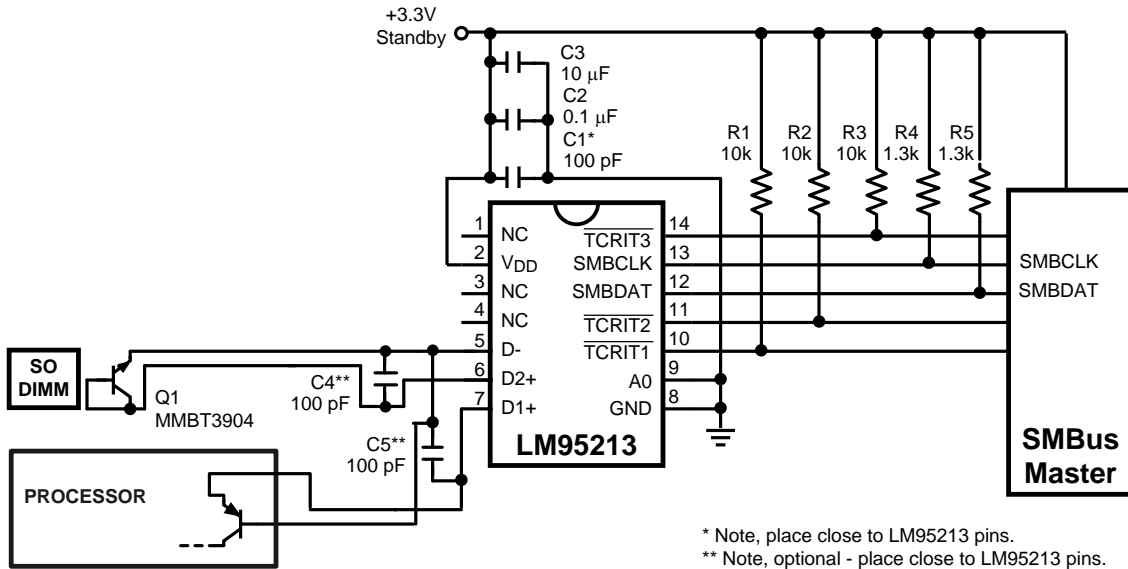 +3.3V
Standby
C3
10 μF
C2
0.1 μF
C1*
100 pF
R1
10k
R2
10k
R3
10k
R4
1.3k
R5
1.3k
1
NC
2
VDD
3
NC
4
NC
5
D-
6
D2+
7
D1+
TCRIT3
14
SMBCLK
13
SMBDAT
12
TCRIT2
11
TCRIT1
10
A0
9
GND
8
LM95213
SMBCLK
SMBDAT
SMBus
Master
SO
DIMM
Q1
MMBT3904
C4**
100 pF
C5**
100 pF
PROCESSOR
* Note, place close to LM95213 pins.
** Note, optional - place close to LM95213 pins.